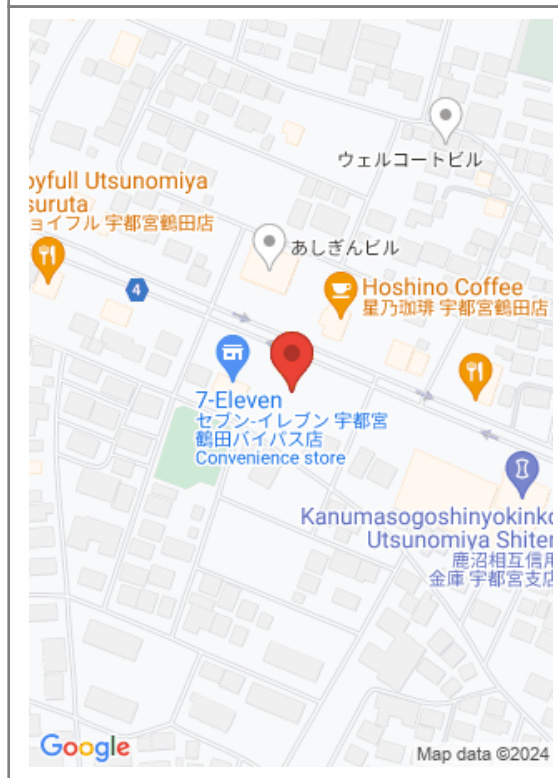 ウェルコートビル
oyfull Utsunomiya
suruta
ョイフル 宇都宮鶴田店
あしぎんビル
4
Hoshino Coffee
星乃珈琲 宇都宮鶴田店
7-Eleven
セブン-イレブン 宇都宮
鶴田バイパス店
Convenience store
Kanumasogoshinyokinko
Utsunomiya Shiten
鹿沼相互信用
金庫 宇都宮支店
Google
Map data ©2024